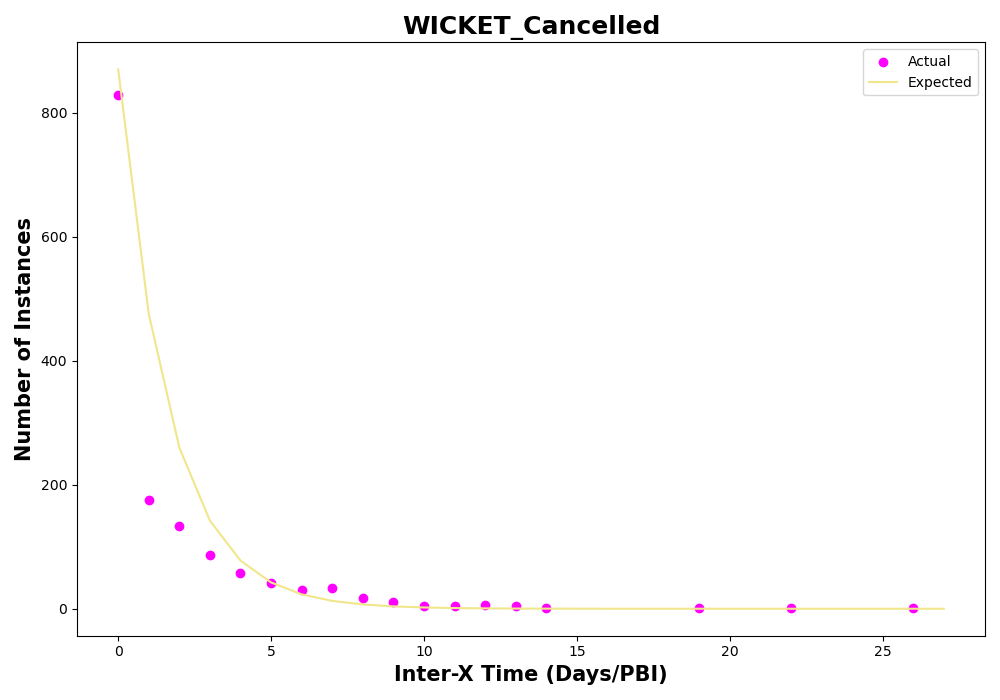 WICKET_Cancelled
Actual
Expected
Number of Instances
800
600
400
200
0
0 5 10 15 20 25
Inter-X Time (Days/PBI)